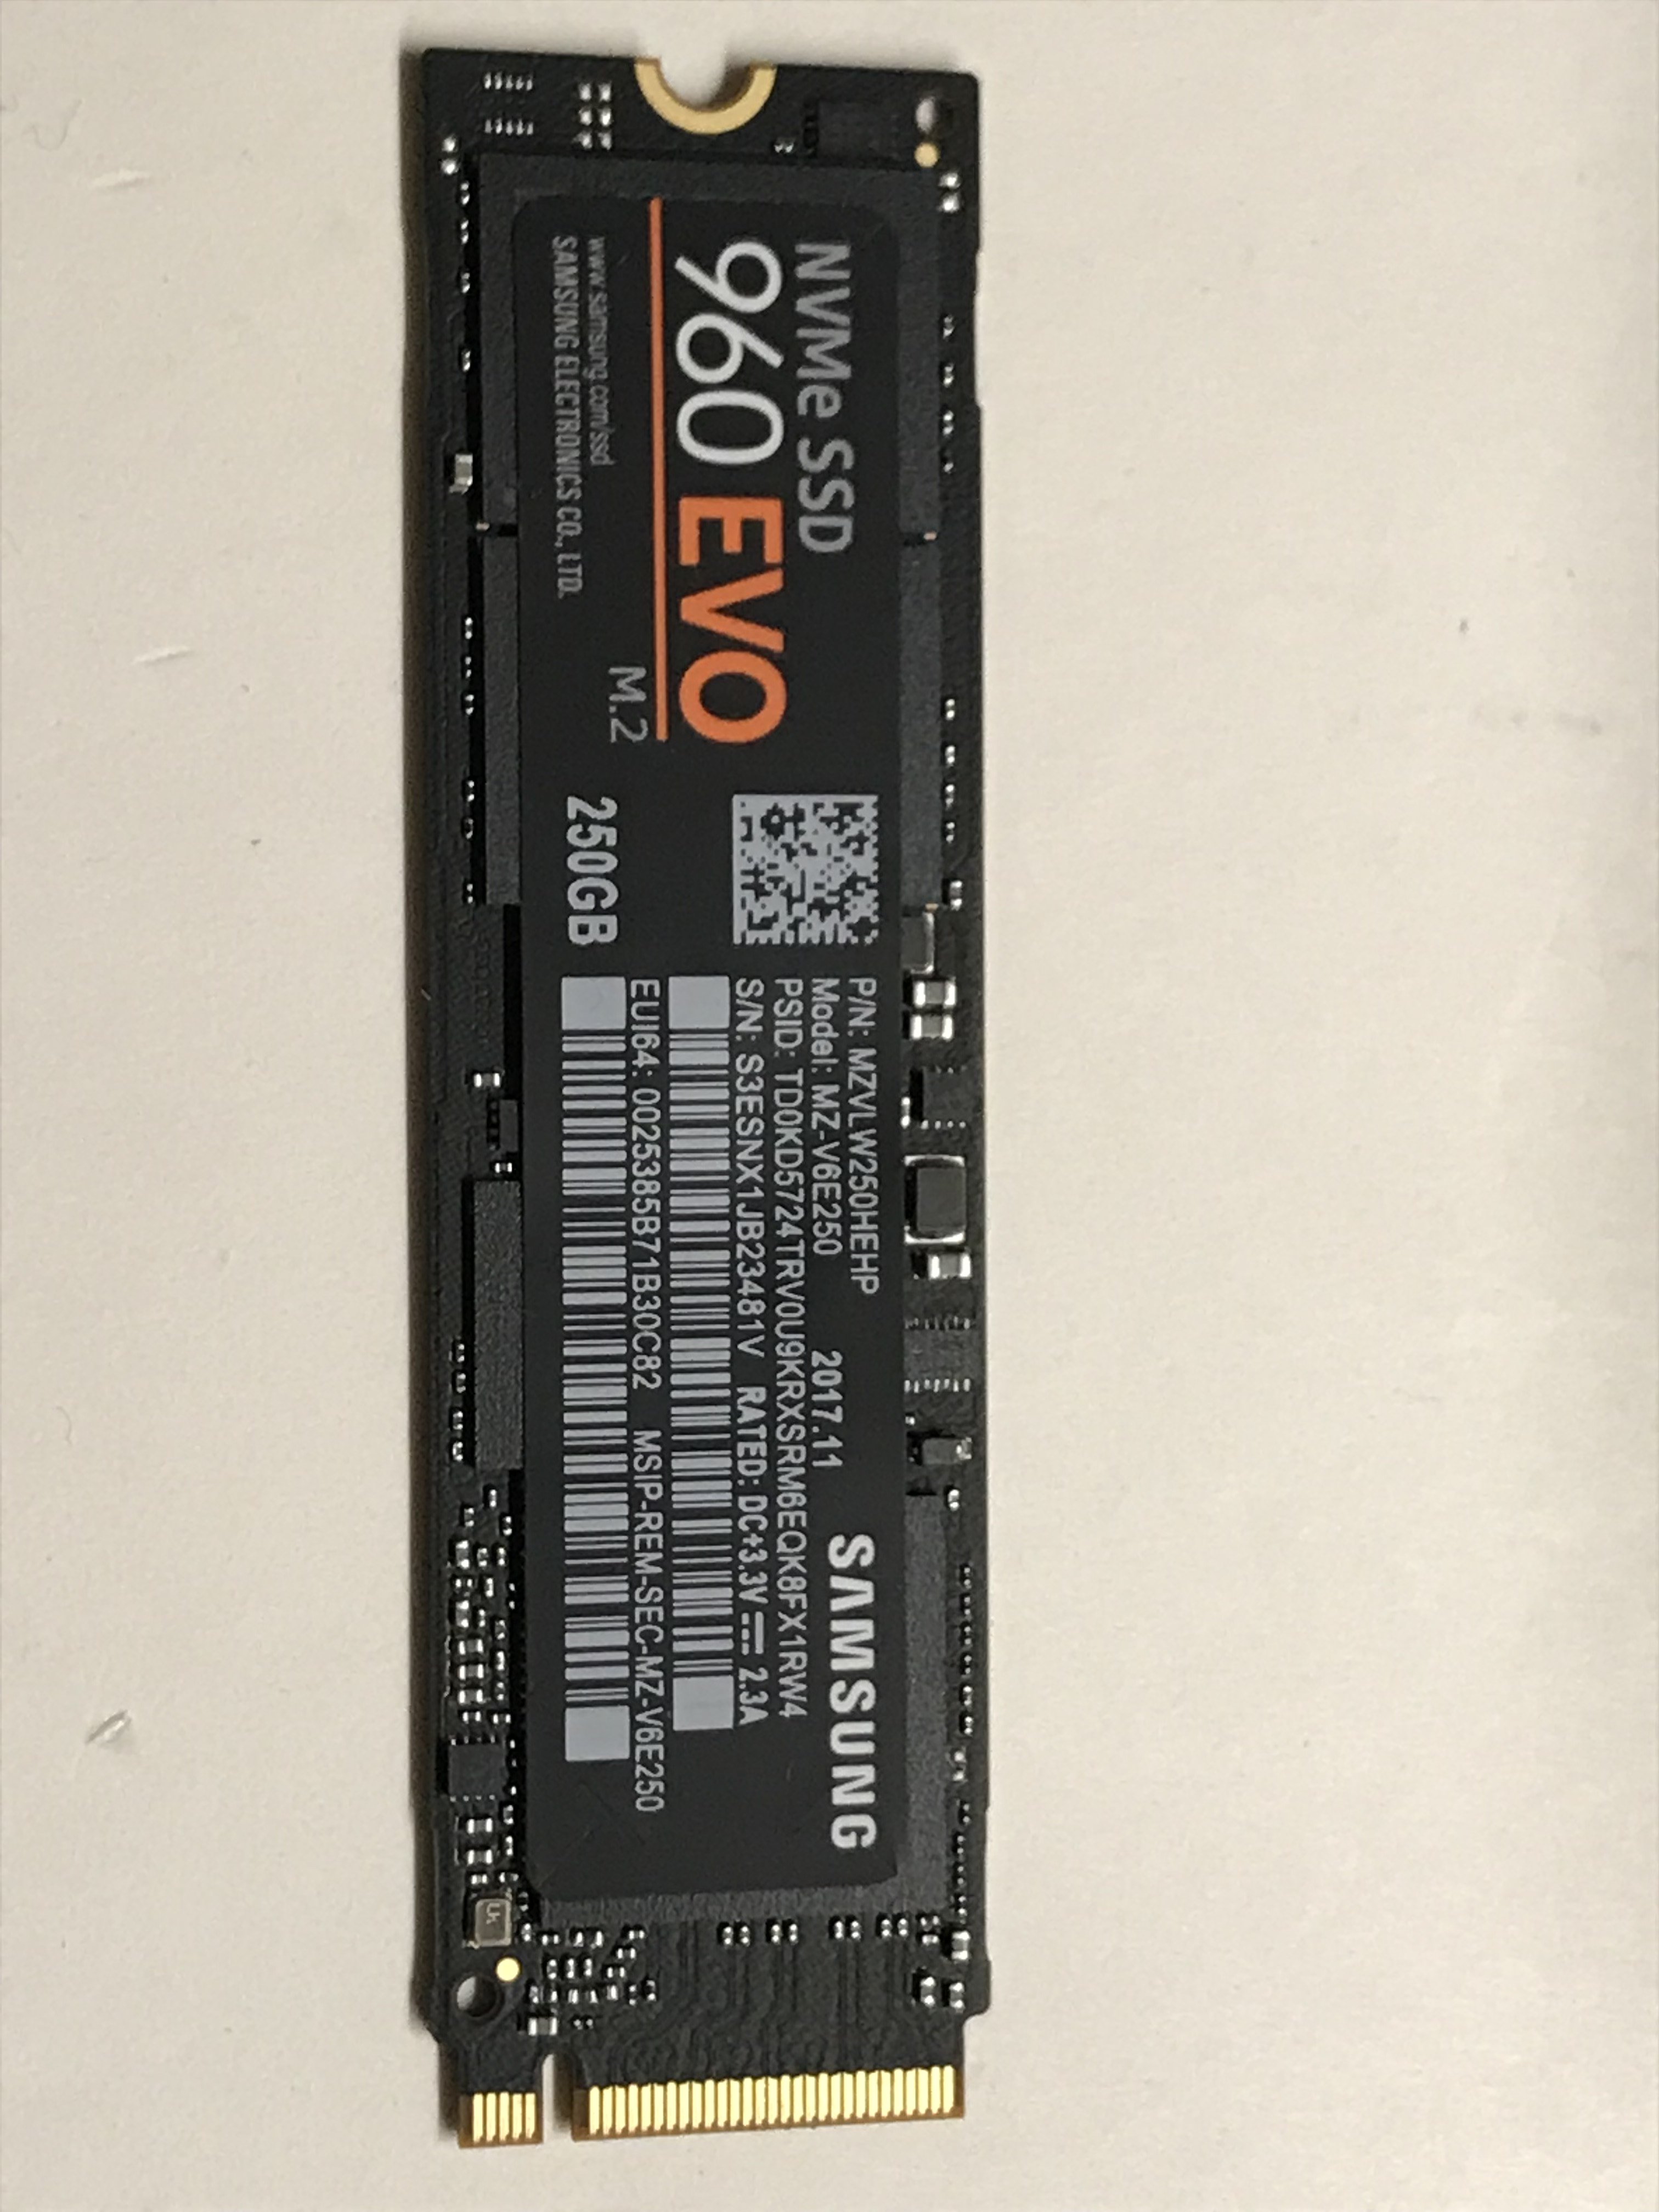 NVMe SSD
960 EVO
M.2
www.samsung.com/ssd
SAMSUNG ELECTRONICS CO., LTD.
250GB
P/N: MZVLW250HEHP
Model: MZ-V6E250 2017.11 SAMSUNG
PSID: TD0KD5724TRV0U9KRXSRM6EQK8FX1RW4
S/N: S3ESNX1JB23481V RATED: DC+3.3V ⎓ 2.3A
EUI64: 0025385B71B30C82 MSIP-REM-SEC-MZ-V6E250